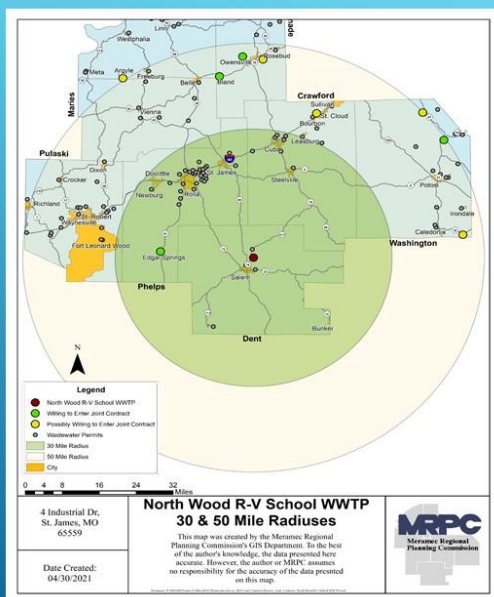 Linn
Westphalia
nade
Owensville
Rosebud
Meta
Argyle
Freeburg
Belle
Bland
Crawford
Maries
Sullivan
St. Cloud
Bourbon
Vienna
Cuba
Leasburg
Pulaski
Dixon
Doolittle
St. James
Steelville
Crocker
Newburg
Rolla
Potosi
Richland
St. Robert
Waynesville
Irondale
Caledonia
Fort Leonard Wood
Edgar Springs
Washington
Salem
Phelps
Bunker
Dent
N
Legend
North Wood R-V School WWTP
Willing to Enter Joint Contract
Possibly Willing to Enter Joint Contract
Wastewater Permits
30 Mile Radius
50 Mile Radius
City
0 4 8 16 24 32
Miles
4 Industrial Dr,
St. James, MO
65559
Date Created:
04/30/2021
North Wood R-V School WWTP
30 & 50 Mile Radiuses
This map was created by the Meramec Regional
Planning Commission's GIS Department. To the best
of the author's knowledge, the data presented here
accurate. However, the author or MRPC assumes
no responsibility for the accuracy of the data presnted
on this map.
MRPC
Meramec Regional
Planning Commission